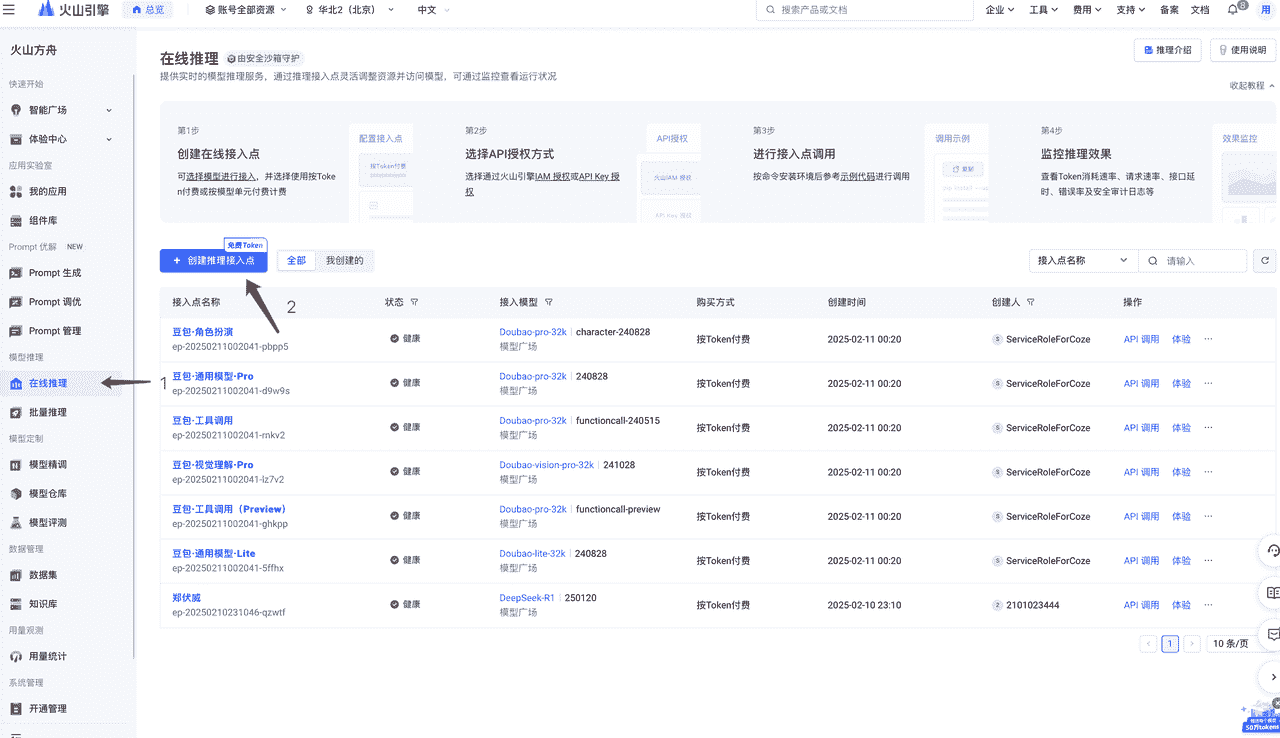 火山引擎
总览
账号全部资源
华北2（北京）
中文
搜索产品或文档
企业
工具
费用
支持
备案
文档
8
用
火山方舟
快速开始
智能广场
体验中心
应用实验室
我的应用
组件库
Prompt 优解 NEW
Prompt 生成
Prompt 调优
Prompt 管理
模型推理
在线推理
批量推理
模型定制
模型精调
模型仓库
模型评测
数据管理
数据集
知识库
用量观测
用量统计
系统管理
开通管理
在线推理 由安全沙箱守护
提供实时的模型推理服务，通过推理接入点灵活调整资源并访问模型，可通过监控查看运行状况
推理介绍
使用说明
收起教程
第1步
创建在线接入点
可选择模型进行接入，并选择使用按Toke
n付费或按模型单元付费计费
配置接入点
按Token付费
第2步
选择API授权方式
选择通过火山引擎IAM 授权或API Key 授
权
API授权
火山IAM 授权
API Key 授权
第3步
进行接入点调用
按命令安装环境后参考示例代码进行调用
调用示例
复制
第4步
监控推理效果
查看Token消耗速率、请求速率、接口延
时、错误率及安全审计日志等
效果监控
免费Token
+ 创建推理接入点
全部
我创建的
接入点名称
请输入
1
2
接入点名称 状态 接入模型 购买方式 创建时间 创建人 操作
豆包·角色扮演
ep-20250211002041-pbpp5
健康
Doubao-pro-32k | character-240828
模型广场
按Token付费
2025-02-11 00:20
S ServiceRoleForCoze
API 调用 体验 ···
豆包·通用模型·Pro
ep-20250211002041-d9w9s
健康
Doubao-pro-32k | 240828
模型广场
按Token付费
2025-02-11 00:20
S ServiceRoleForCoze
API 调用 体验 ···
豆包·工具调用
ep-20250211002041-rnkv2
健康
Doubao-pro-32k | functioncall-240515
模型广场
按Token付费
2025-02-11 00:20
S ServiceRoleForCoze
API 调用 体验 ···
豆包·视觉理解·Pro
ep-20250211002041-lz7v2
健康
Doubao-vision-pro-32k | 241028
模型广场
按Token付费
2025-02-11 00:20
S ServiceRoleForCoze
API 调用 体验 ···
豆包·工具调用（Preview）
ep-20250211002041-ghkpp
健康
Doubao-pro-32k | functioncall-preview
模型广场
按Token付费
2025-02-11 00:20
S ServiceRoleForCoze
API 调用 体验 ···
豆包·通用模型·Lite
ep-20250211002041-5ffhx
健康
Doubao-lite-32k | 240828
模型广场
按Token付费
2025-02-11 00:20
S ServiceRoleForCoze
API 调用 体验 ···
郑伏威
ep-20250210231046-qzwtf
健康
DeepSeek-R1 | 250120
模型广场
按Token付费
2025-02-10 23:10
2 2101023444
API 调用 体验 ···
1
10 条/页
50万tokens